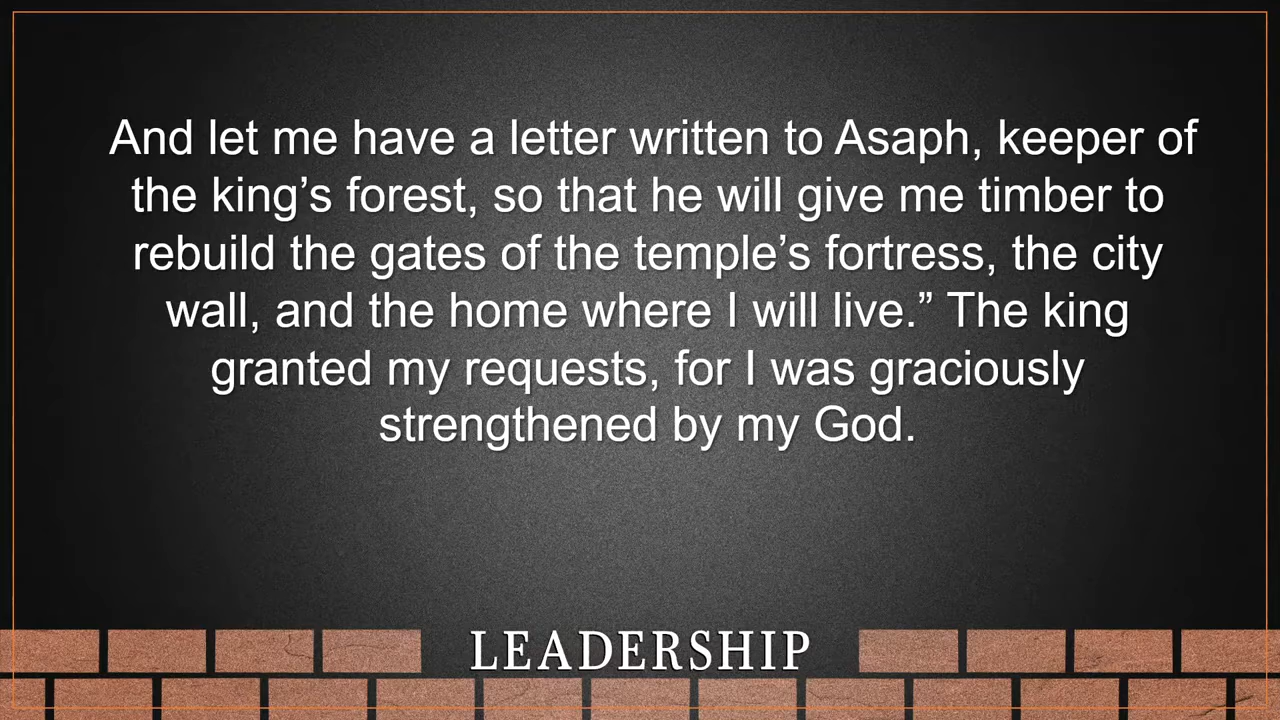 And let me have a letter written to Asaph, keeper of
the king’s forest, so that he will give me timber to
rebuild the gates of the temple’s fortress, the city
wall, and the home where I will live.” The king
granted my requests, for I was graciously
strengthened by my God.
LEADERSHIP